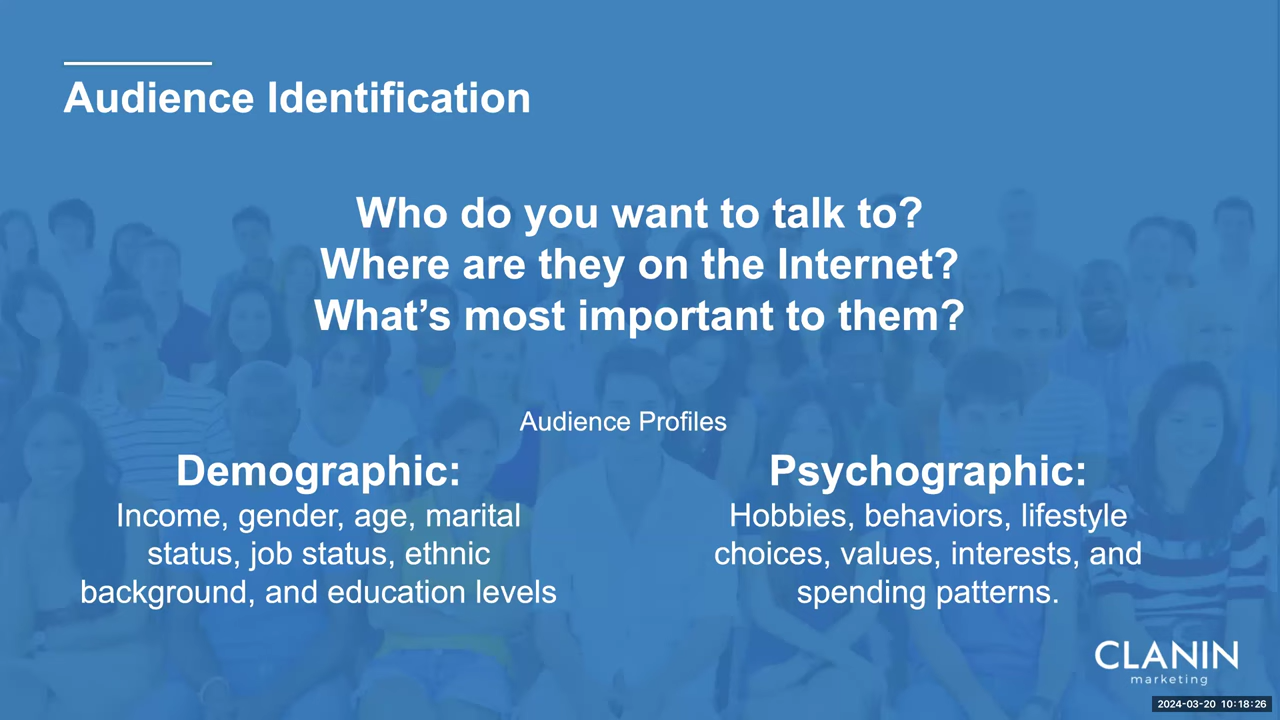 Audience Identification
Who do you want to talk to?
Where are they on the Internet?
What’s most important to them?
Audience Profiles
Demographic:
Income, gender, age, marital
status, job status, ethnic
background, and education levels
Psychographic:
Hobbies, behaviors, lifestyle
choices, values, interests, and
spending patterns.
CLANIN
marketing
2024-03-20 10:18:26